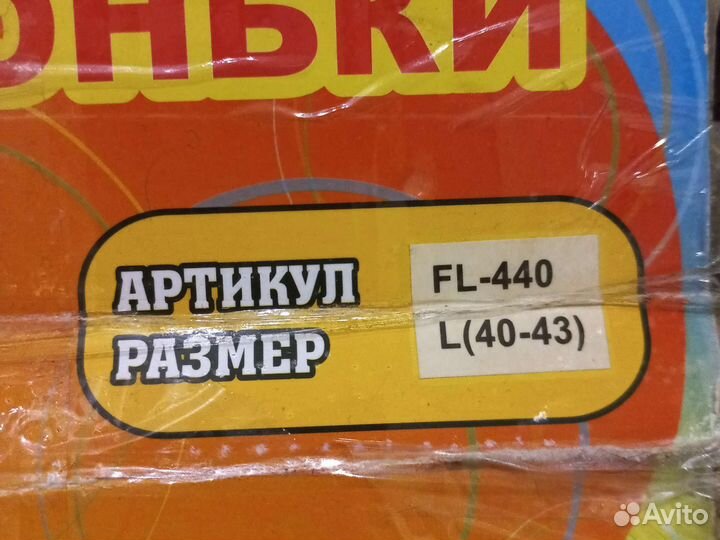 ОНЬКИ
АРТИКУЛ FL-440
РАЗМЕР L(40-43)
Avito